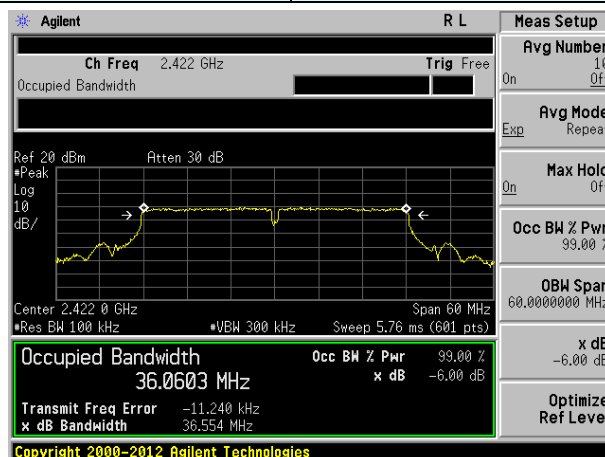 Agilent R L
Ch Freq 2.422 GHz Trig Free
Occupied Bandwidth
Ref 20 dBm Atten 30 dB
#Peak
Log
10
dB/
Center 2.422 0 GHz Span 60 MHz
#Res BW 100 kHz #VBW 300 kHz Sweep 5.76 ms (601 pts)
Occupied Bandwidth Occ BW % Pwr 99.00 %
36.0603 MHz x dB -6.00 dB
Transmit Freq Error -11.240 kHz
x dB Bandwidth 36.554 MHz
Copyright 2000-2012 Agilent Technologies
Meas Setup
Avg Number
10
On Of
Avg Mode
Exp Repeat
Max Hold
On Of
Occ BW % Pwr
99.00 %
OBW Span
60.0000000 MHz
x dB
-6.00 dB
Optimize
Ref Level